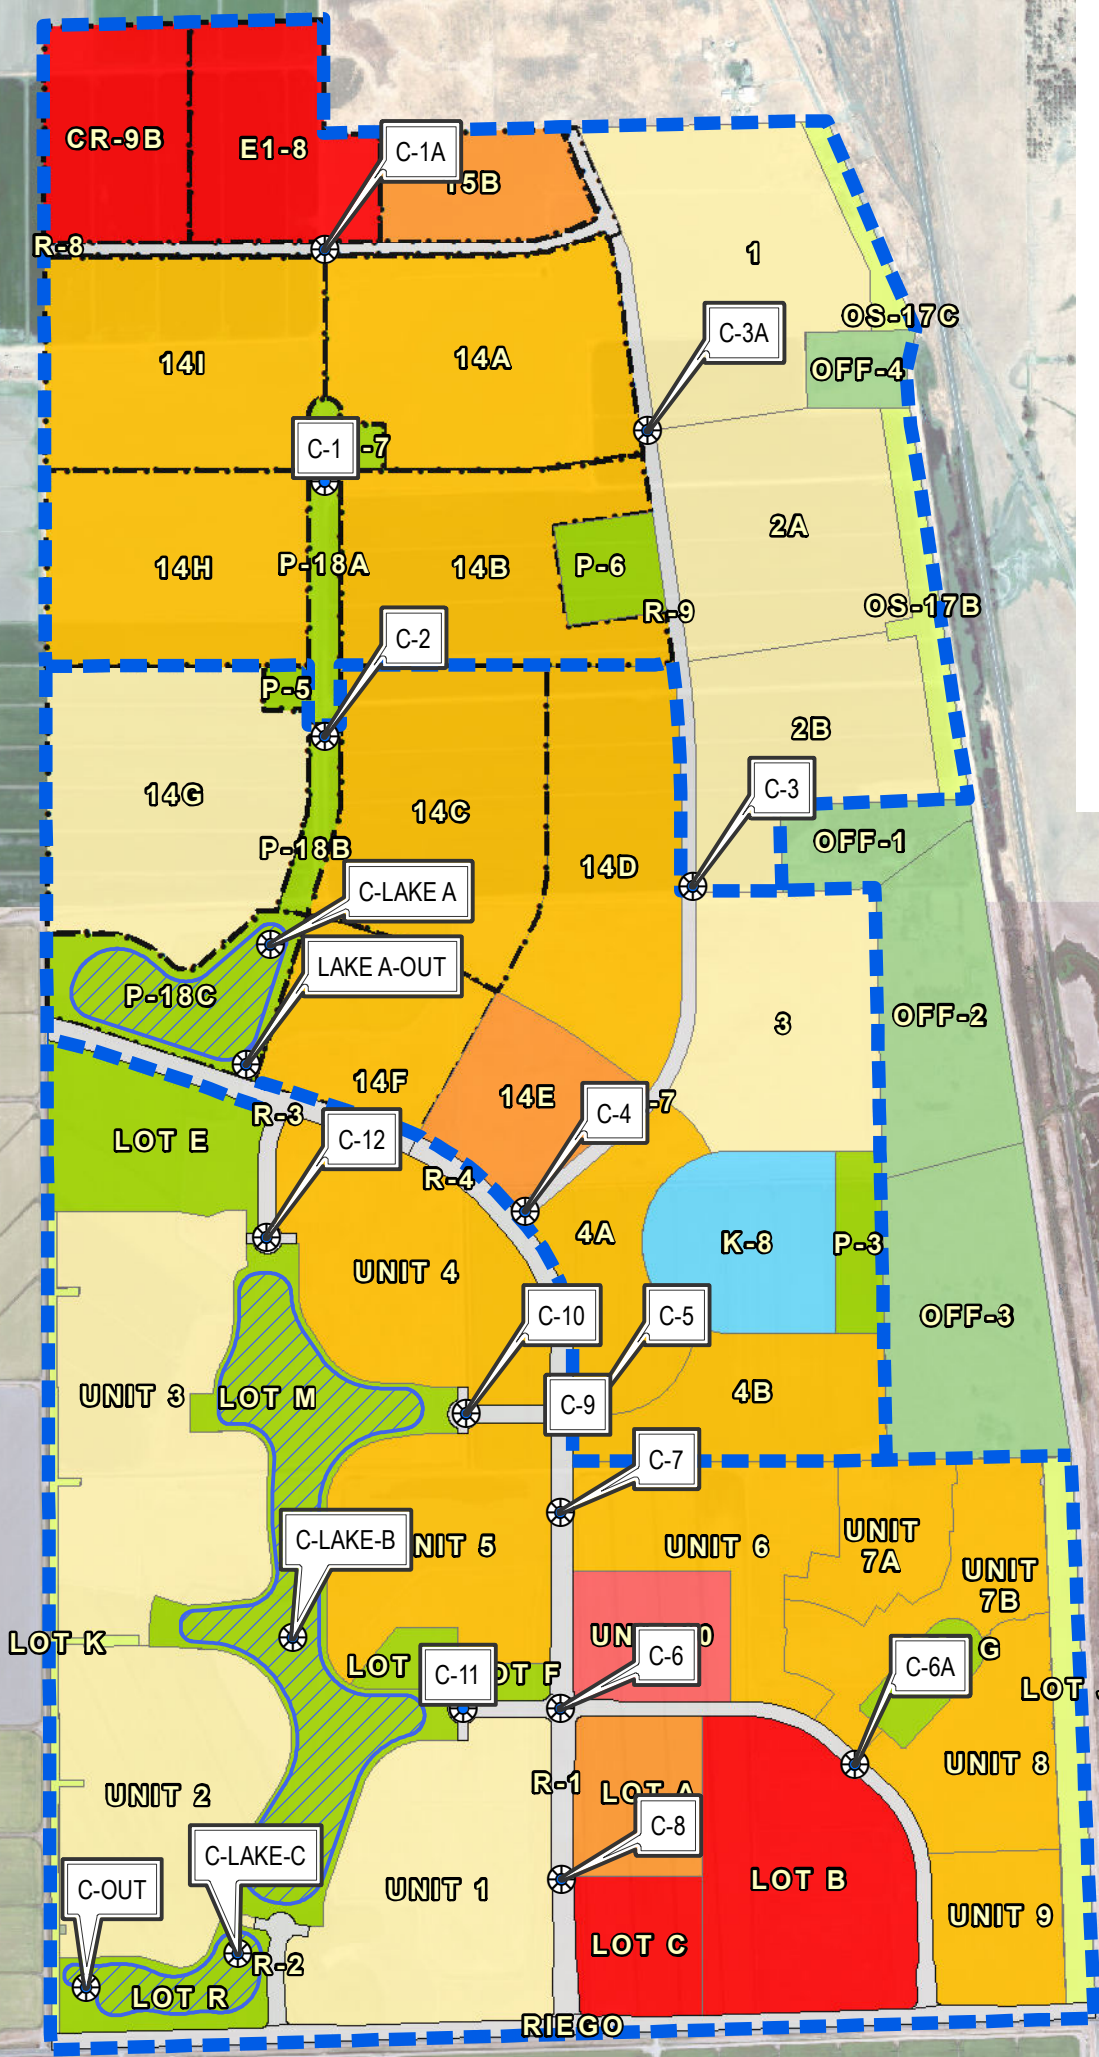 CR-9B
E1-8
C-1A
15B
R-8
1
OS-17C
C-3A
14I
14A
OFF-4
C-1
-7
2A
14H
P-18A
14B
P-6
R-9
OS-17B
C-2
P-5
2B
14G
14C
C-3
P-18B
OFF-1
14D
C-LAKE A
LAKE A-OUT
P-18C
3
OFF-2
14F
14E
C-4
-7
R-3
LOT E
C-12
R-4
4A
K-8
P-3
UNIT 4
C-10
C-5
OFF-3
UNIT 3
LOT M
C-9
4B
C-7
C-LAKE-B
NIT 5
UNIT 6
UNIT
7A
UNIT
7B
LOT K
UN
0
C-6
G
C-6A
LOT
C-11
OT F
LOT
UNIT 2
R-1
LOT A
UNIT 8
C-8
C-LAKE-C
C-OUT
UNIT 1
LOT B
UNIT 9
LOT C
R-2
LOT R
RIEGO